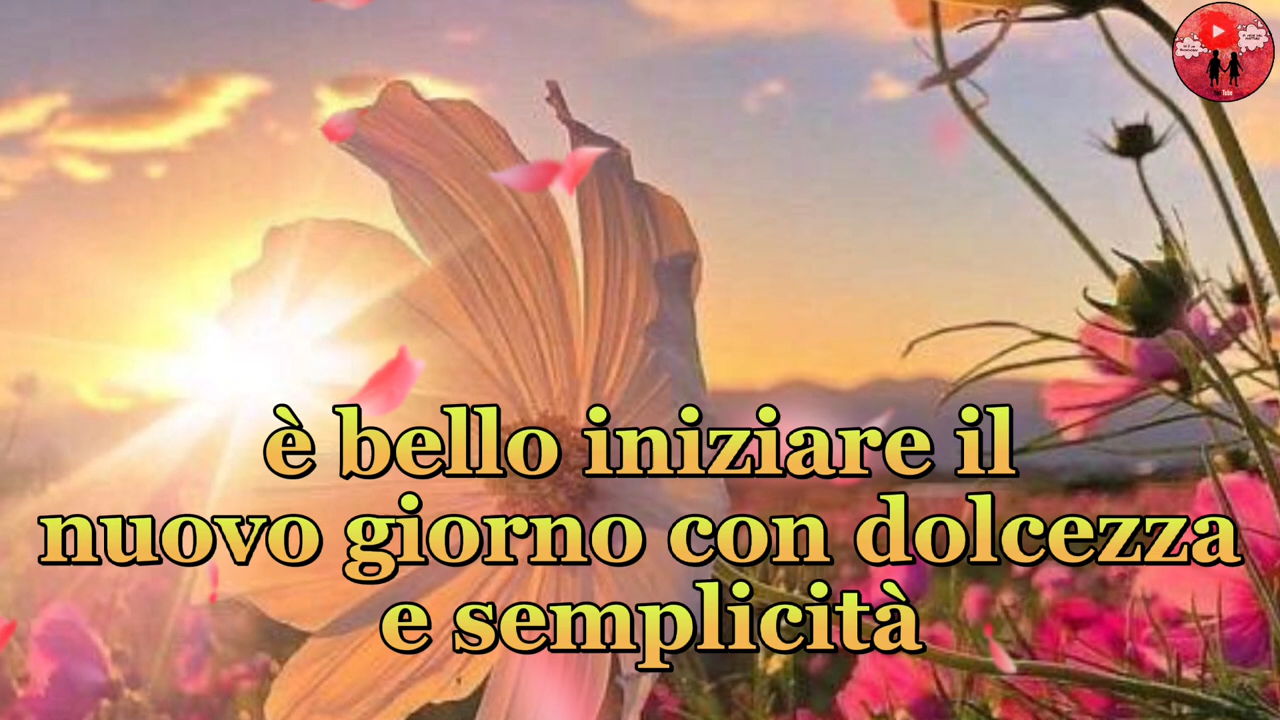 è bello iniziare il
nuovo giorno con dolcezza
e semplicità